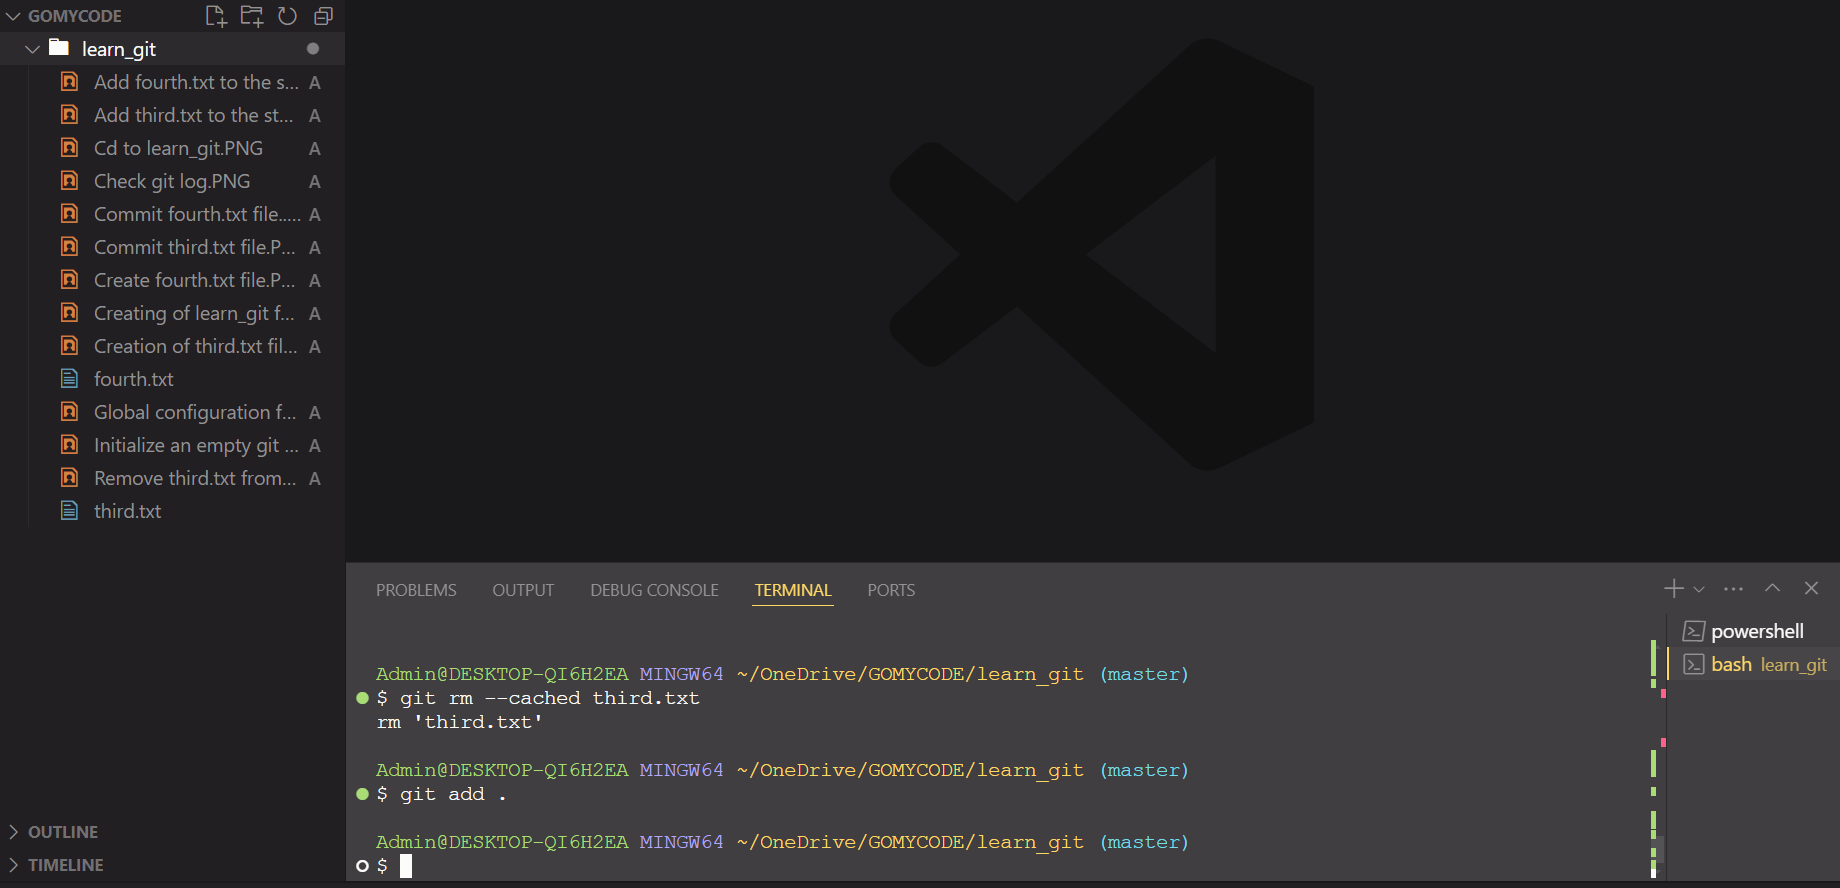 GOMYCODE
learn_git
Add fourth.txt to the s... A
Add third.txt to the st... A
Cd to learn_git.PNG A
Check git log.PNG A
Commit fourth.txt file.... A
Commit third.txt file.P... A
Create fourth.txt file.P... A
Creating of learn_git f... A
Creation of third.txt fil... A
fourth.txt
Global configuration f... A
Initialize an empty git ... A
Remove third.txt from... A
third.txt
OUTLINE
TIMELINE
PROBLEMS OUTPUT DEBUG CONSOLE TERMINAL PORTS
powershell
bash learn_git
Admin@DESKTOP-QI6H2EA MINGW64 ~/OneDrive/GOMYCODE/learn_git (master)
$ git rm --cached third.txt
rm 'third.txt'
Admin@DESKTOP-QI6H2EA MINGW64 ~/OneDrive/GOMYCODE/learn_git (master)
$ git add .
Admin@DESKTOP-QI6H2EA MINGW64 ~/OneDrive/GOMYCODE/learn_git (master)
$